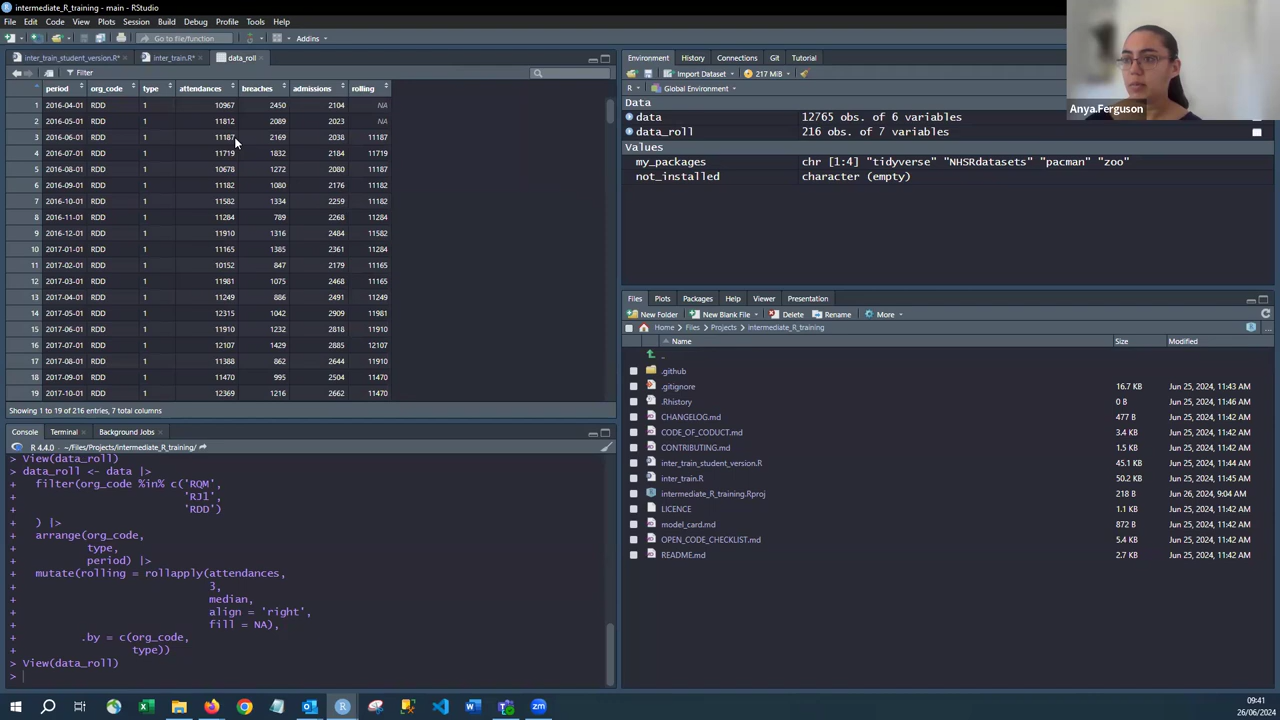 intermediate_R_training - main - RStudio
File Edit Code View Plots Session Build Debug Profile Tools Help
Go to file/function Addins
inter_train_student_version.R* inter_train.R* data_roll
Filter
period org_code type attendances breaches admissions rolling
1 2016-04-01 RDD 1 10967 2450 2104 NA
2 2016-05-01 RDD 1 11812 2089 2023 NA
3 2016-06-01 RDD 1 11187 2169 2038 11187
4 2016-07-01 RDD 1 11719 1832 2184 11719
5 2016-08-01 RDD 1 10678 1272 2080 11187
6 2016-09-01 RDD 1 11182 1080 2176 11182
7 2016-10-01 RDD 1 11582 1334 2259 11182
8 2016-11-01 RDD 1 11284 789 2268 11284
9 2016-12-01 RDD 1 11910 1316 2484 11582
10 2017-01-01 RDD 1 11165 1385 2361 11284
11 2017-02-01 RDD 1 10152 847 2179 11165
12 2017-03-01 RDD 1 11981 1075 2468 11165
13 2017-04-01 RDD 1 11249 886 2491 11249
14 2017-05-01 RDD 1 12315 1042 2909 11981
15 2017-06-01 RDD 1 11910 1232 2818 11910
16 2017-07-01 RDD 1 12107 1429 2885 12107
17 2017-08-01 RDD 1 11388 862 2644 11910
18 2017-09-01 RDD 1 11470 995 2504 11470
19 2017-10-01 RDD 1 12369 1216 2662 11470
Showing 1 to 19 of 216 entries, 7 total columns
Console Terminal Background Jobs
R 4.4.0 · ~/Files/Projects/intermediate_R_training/
> View(data_roll)
> data_roll <- data |>
+ filter(org_code %in% c('RQM',
+ 'RJ1',
+ 'RDD')
+ ) |>
+ arrange(org_code,
+ type,
+ period) |>
+ mutate(rolling = rollapply(attendances,
+ 3,
+ median,
+ align = 'right',
+ fill = NA),
+ .by = c(org_code,
+ type))
> View(data_roll)
>
Environment History Connections Git Tutorial
Import Dataset 217 MiB
R Global Environment
Data
data 12765 obs. of 6 variables
data_roll 216 obs. of 7 variables
Values
my_packages chr [1:4] "tidyverse" "NHSRdatasets" "pacman" "zoo"
not_installed character (empty)
Anya Ferguson
Files Plots Packages Help Viewer Presentation
New Folder New Blank File Delete Rename More
Home Files Projects intermediate_R_training
Name Size Modified
..
.github
.gitignore 16.7 KB Jun 25, 2024, 11:43 AM
.Rhistory 0 B Jun 25, 2024, 11:46 AM
CHANGELOG.md 477 B Jun 25, 2024, 11:42 AM
CODE_OF_CODUCT.md 3.4 KB Jun 25, 2024, 11:42 AM
CONTRIBUTING.md 1.5 KB Jun 25, 2024, 11:42 AM
inter_train_student_version.R 45.1 KB Jun 25, 2024, 11:44 AM
inter_train.R 50.2 KB Jun 25, 2024, 11:45 AM
intermediate_R_training.Rproj 218 B Jun 26, 2024, 9:04 AM
LICENCE 1.1 KB Jun 25, 2024, 11:42 AM
model_card.md 872 B Jun 25, 2024, 11:42 AM
OPEN_CODE_CHECKLIST.md 5.4 KB Jun 25, 2024, 11:42 AM
README.md 2.7 KB Jun 25, 2024, 11:42 AM
09:41
26/06/2024